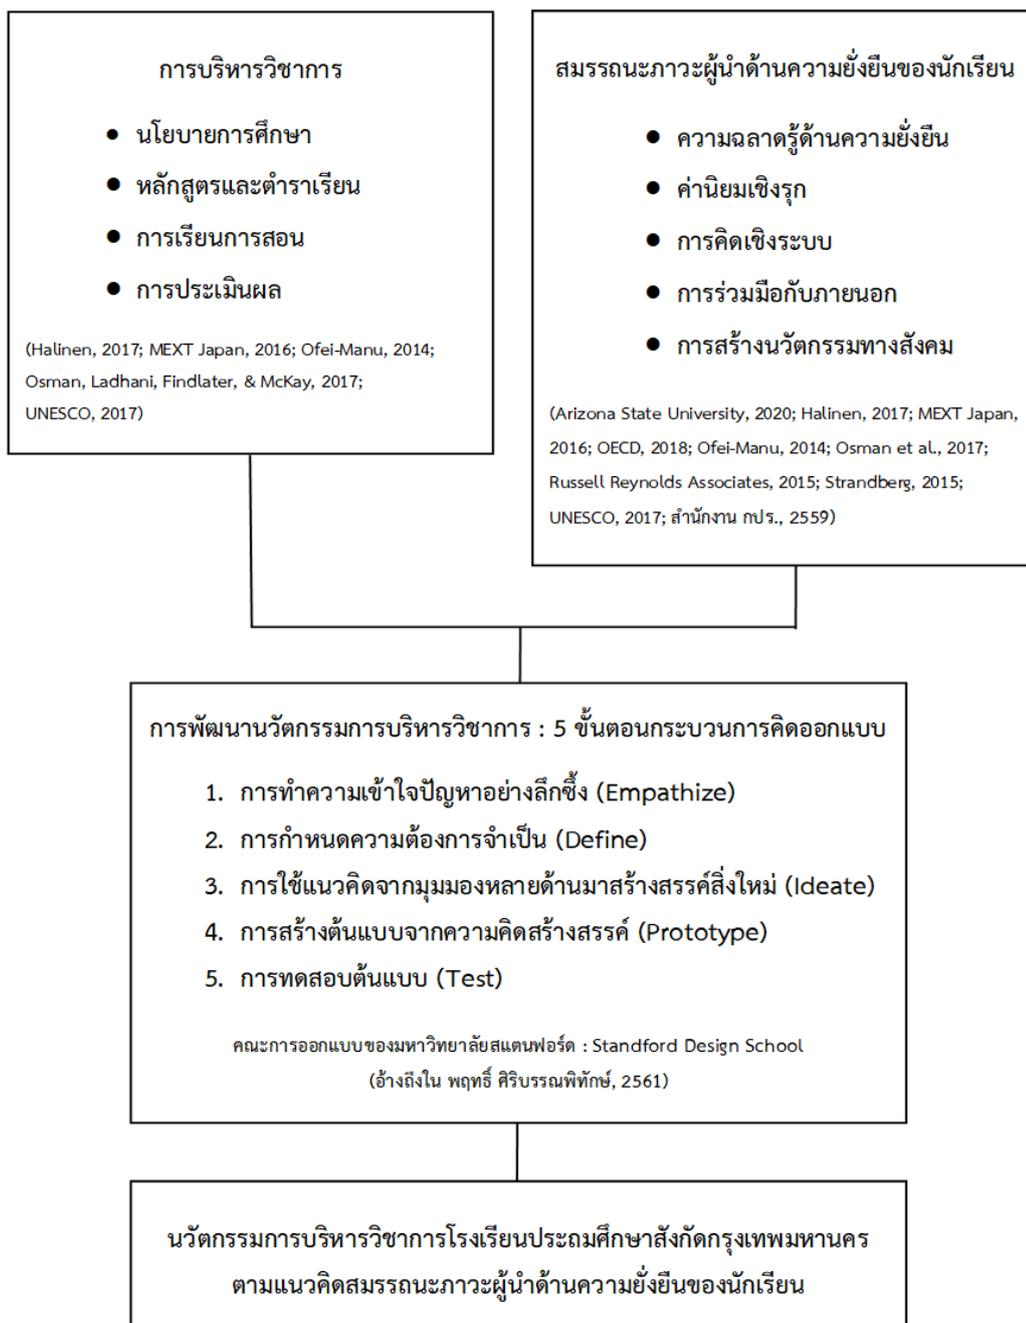 การบริหารวิชาการ
● นโยบายการศึกษา
● หลักสูตรและตำราเรียน
● การเรียนการสอน
● การประเมินผล
(Halinen, 2017; MEXT Japan, 2016; Ofei-Manu, 2014;
Osman, Ladhani, Findlater, & McKay, 2017;
UNESCO, 2017)
สมรรถนะภาวะผู้นำด้านความยั่งยืนของนักเรียน
● ความฉลาดรู้ด้านความยั่งยืน
● ค่านิยมเชิงรุก
● การคิดเชิงระบบ
● การร่วมมือกับภายนอก
● การสร้างนวัตกรรมทางสังคม
(Arizona State University, 2020; Halinen, 2017; MEXT Japan,
2016; OECD, 2018; Ofei-Manu, 2014; Osman et al., 2017;
Russell Reynolds Associates, 2015; Strandberg, 2015;
UNESCO, 2017; สำนักงาน กปร., 2559)
การพัฒนานวัตกรรมการบริหารวิชาการ : 5 ขั้นตอนกระบวนการคิดออกแบบ
1. การทำความเข้าใจปัญหาอย่างลึกซึ้ง (Empathize)
2. การกำหนดความต้องการจำเป็น (Define)
3. การใช้แนวคิดจากมุมมองหลายด้านมาสร้างสรรค์สิ่งใหม่ (Ideate)
4. การสร้างต้นแบบจากความคิดสร้างสรรค์ (Prototype)
5. การทดสอบต้นแบบ (Test)
คณะการออกแบบของมหาวิทยาลัยสแตนฟอร์ด : Standford Design School
(อ้างถึงใน พฤทธิ์ ศิริบรรณพิทักษ์, 2561)
นวัตกรรมการบริหารวิชาการโรงเรียนประถมศึกษาสังกัดกรุงเทพมหานคร
ตามแนวคิดสมรรถนะภาวะผู้นำด้านความยั่งยืนของนักเรียน